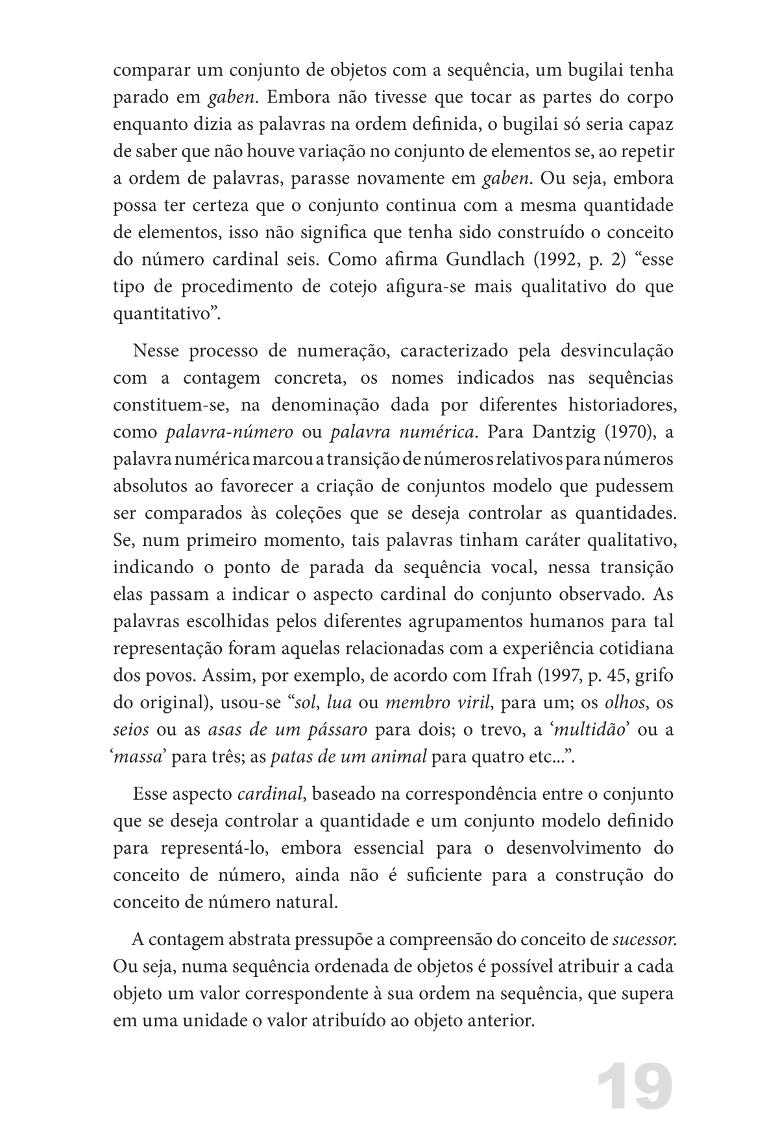 comparar um conjunto de objetos com a sequência, um bugilai tenha
parado em gaben. Embora não tivesse que tocar as partes do corpo
enquanto dizia as palavras na ordem definida, o bugilai só seria capaz
de saber que não houve variação no conjunto de elementos se, ao repetir
a ordem de palavras, parasse novamente em gaben. Ou seja, embora
possa ter certeza que o conjunto continua com a mesma quantidade
de elementos, isso não significa que tenha sido construído o conceito
do número cardinal seis. Como afirma Gundlach (1992, p. 2) “esse
tipo de procedimento de cotejo afigura-se mais qualitativo do que
quantitativo”.
Nesse processo de numeração, caracterizado pela desvinculação
com a contagem concreta, os nomes indicados nas sequências
constituem-se, na denominação dada por diferentes historiadores,
como palavra-número ou palavra numérica. Para Dantzig (1970), a
palavra numérica marcou a transição de números relativos para números
absolutos ao favorecer a criação de conjuntos modelo que pudessem
ser comparados às coleções que se deseja controlar as quantidades.
Se, num primeiro momento, tais palavras tinham caráter qualitativo,
indicando o ponto de parada da sequência vocal, nessa transição
elas passam a indicar o aspecto cardinal do conjunto observado. As
palavras escolhidas pelos diferentes agrupamentos humanos para tal
representação foram aquelas relacionadas com a experiência cotidiana
dos povos. Assim, por exemplo, de acordo com Ifrah (1997, p. 45, grifo
do original), usou-se “sol, lua ou membro viril, para um; os olhos, os
seios ou as asas de um pássaro para dois; o trevo, a ‘multidão’ ou a
‘massa’ para três; as patas de um animal para quatro etc...”.
Esse aspecto cardinal, baseado na correspondência entre o conjunto
que se deseja controlar a quantidade e um conjunto modelo definido
para representá-lo, embora essencial para o desenvolvimento do
conceito de número, ainda não é suficiente para a construção do
conceito de número natural.
A contagem abstrata pressupõe a compreensão do conceito de sucessor.
Ou seja, numa sequência ordenada de objetos é possível atribuir a cada
objeto um valor correspondente à sua ordem na sequência, que supera
em uma unidade o valor atribuído ao objeto anterior.
19